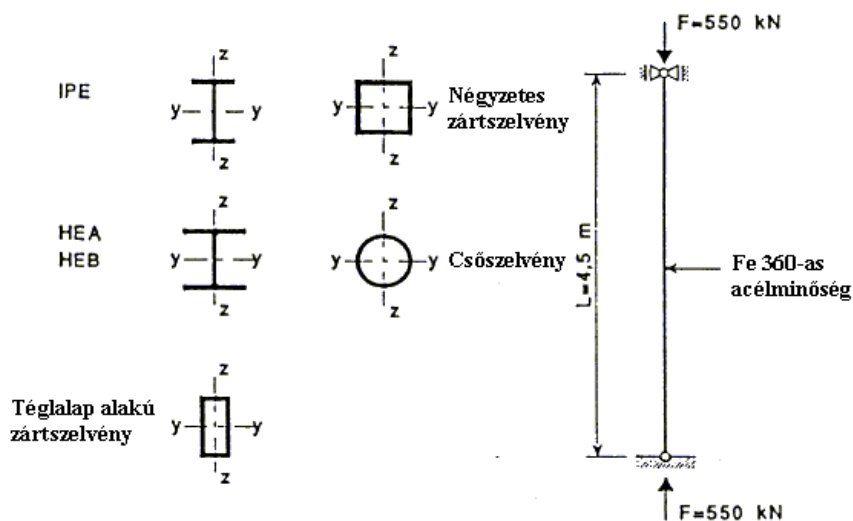 IPE
z
y
y
z
z
y
y
z
Négyzetes
zártszelvény
HEA
HEB
z
y
y
z
z
y
y
z
Csőszelvény
Téglalap alakú
zártszelvény
z
y
y
z
F=550 kN
L=4,5 m
Fe 360-as
acélminőség
F=550 kN